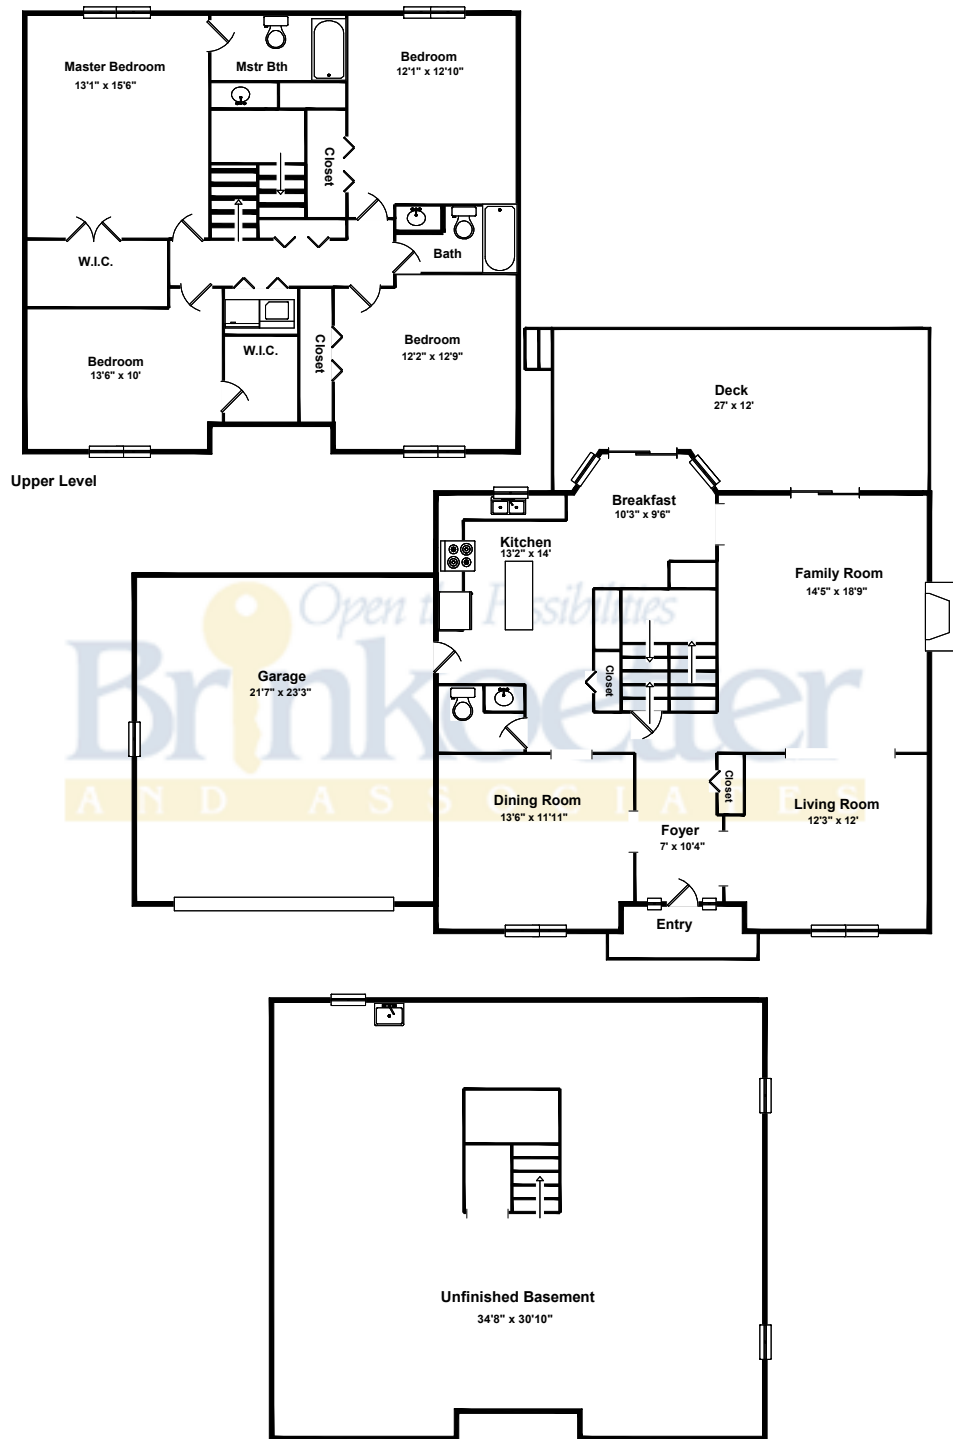 Master Bedroom
13'1" x 15'6"
Mstr Bth
Bedroom
12'1" x 12'10"
Closet
W.I.C.
Bath
Bedroom
13'6" x 10'
W.I.C.
Closet
Bedroom
12'2" x 12'9"
Upper Level
Deck
27' x 12'
Breakfast
10'3" x 9'6"
Kitchen
13'2" x 14'
Family Room
14'5" x 18'9"
Open the Possibilities
Brinkoetter
AND ASSOCIATES
Garage
21'7" x 23'3"
Closet
Dining Room
13'6" x 11'11"
Closet
Living Room
12'3" x 12'
Foyer
7' x 10'4"
Entry
Unfinished Basement
34'8" x 30'10"